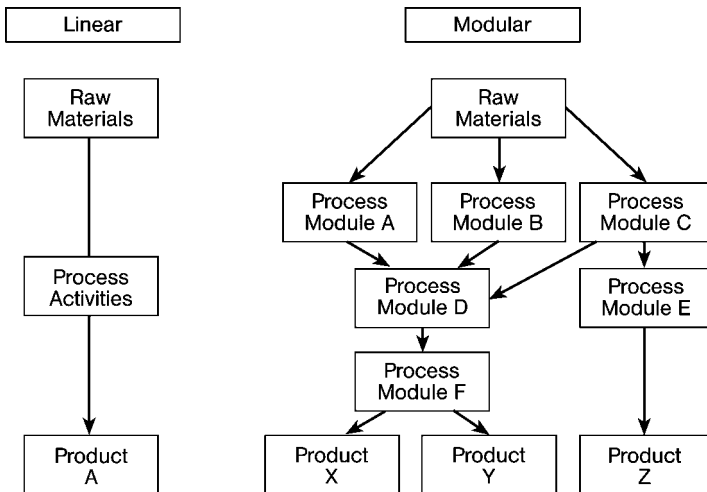 Linear
Modular
Raw
Materials
Raw
Materials
Process
Module A
Process
Module B
Process
Module C
Process
Activities
Process
Module D
Process
Module E
Process
Module F
Product
A
Product
X
Product
Y
Product
Z